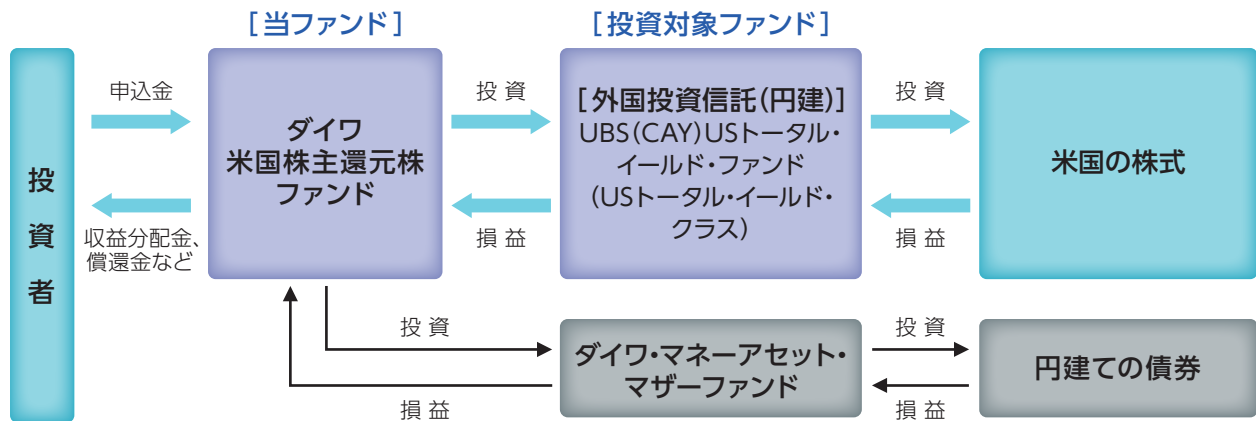 [当ファンド]
[投資対象ファンド]
投資者
申込金
収益分配金、
償還金など
ダイワ
米国株主還元株
ファンド
投 資
損 益
[外国投資信託(円建)]
UBS(CAY)USトータル・
イールド・ファンド
(USトータル・イールド・
クラス)
投 資
損 益
米国の株式
投 資
損 益
ダイワ・マネーアセット・
マザーファンド
投 資
損 益
円建ての債券